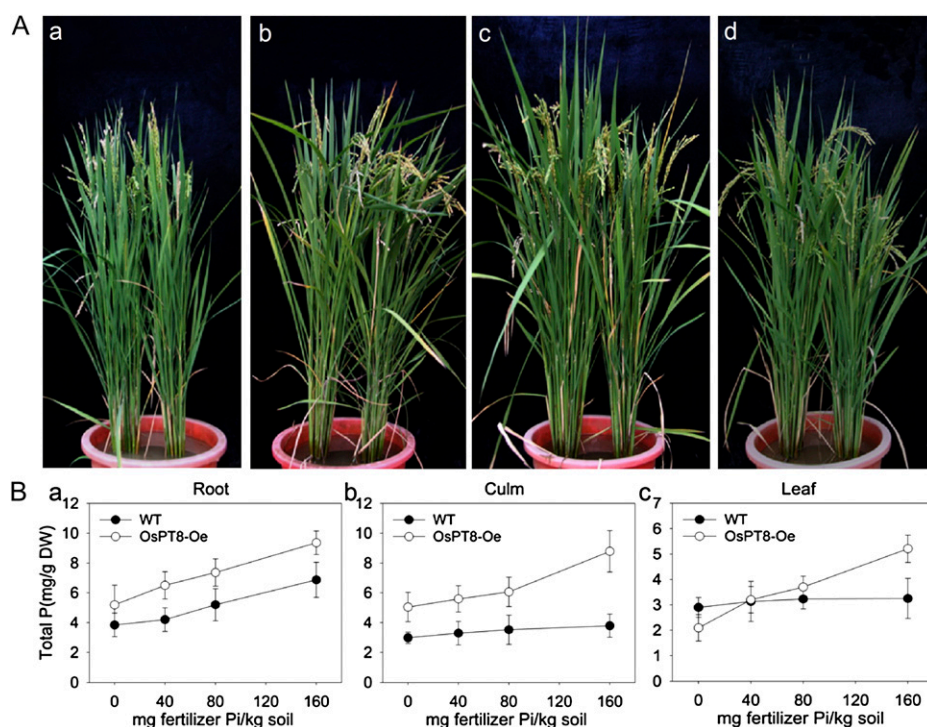 A
a
b
c
d
B
a
Root
b
Culm
c
Leaf
Total P(mg/g DW)
12
10
8
6
4
2
0
WT
OsPT8-Oe
0
40
80
120
160
mg fertilizer Pi/kg soil
12
10
8
6
4
2
0
WT
OsPT8-Oe
0
40
80
120
160
mg fertilizer Pi/kg soil
7
6
5
4
3
2
1
0
WT
OsPT8-Oe
0
40
80
120
160
mg fertilizer Pi/kg soil